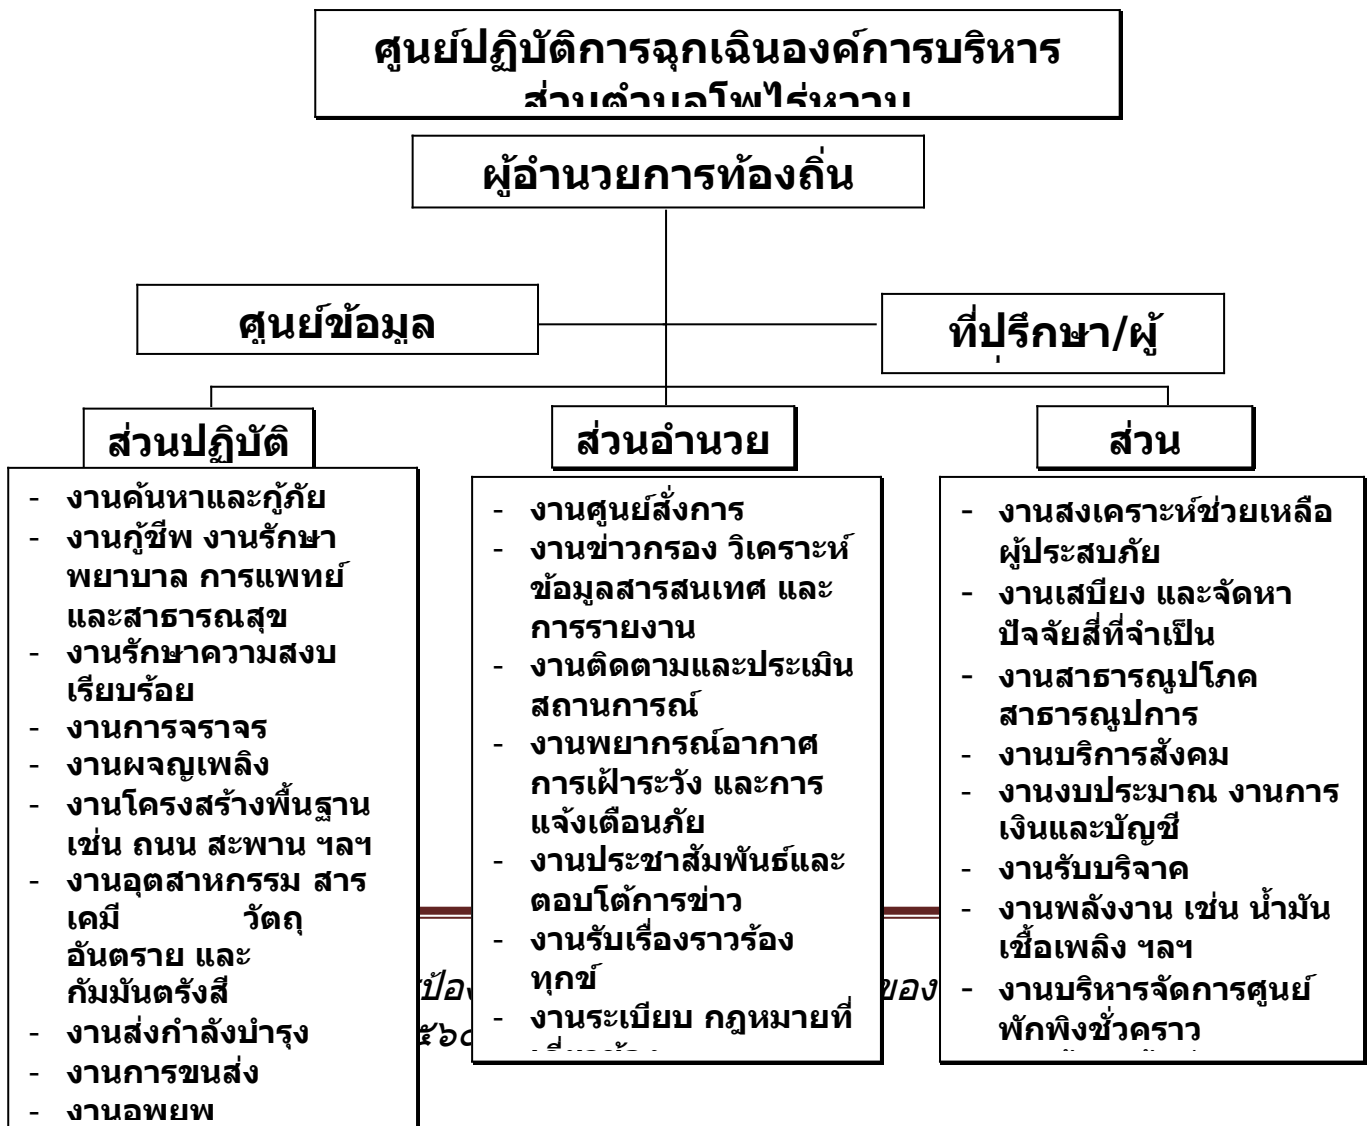 ศูนย์ปฏิบัติการฉุกเฉินองค์การบริหาร
ส่วนตำบลโพไร่หวาน
ผู้อำนวยการท้องถิ่น
ศูนย์ข้อมูล
ที่ปรึกษา/ผู้
ส่วนปฏิบัติ
- งานค้นหาและกู้ภัย
- งานกู้ชีพ งานรักษา
พยาบาล การแพทย์
และสาธารณสุข
- งานรักษาความสงบ
เรียบร้อย
- งานการจราจร
- งานผจญเพลิง
- งานโครงสร้างพื้นฐาน
เช่น ถนน สะพาน ฯลฯ
- งานอุตสาหกรรม สาร
เคมี วัตถุ
อันตราย และ
กัมมันตรังสี
- งานส่งกำลังบำรุง
- งานการขนส่ง
- งานอพยพ
ส่วนอำนวย
- งานศูนย์สั่งการ
- งานข่าวกรอง วิเคราะห์
ข้อมูลสารสนเทศ และ
การรายงาน
- งานติดตามและประเมิน
สถานการณ์
- งานพยากรณ์อากาศ
การเฝ้าระวัง และการ
แจ้งเตือนภัย
- งานประชาสัมพันธ์และ
ตอบโต้การข่าว
- งานรับเรื่องราวร้อง
ทุกข์
- งานระเบียบ กฎหมายที่
ส่วน
- งานสงเคราะห์ช่วยเหลือ
ผู้ประสบภัย
- งานเสบียง และจัดหา
ปัจจัยสี่ที่จำเป็น
- งานสาธารณูปโภค
สาธารณูปการ
- งานบริการสังคม
- งานงบประมาณ งานการ
เงินและบัญชี
- งานรับบริจาค
- งานพลังงาน เช่น น้ำมัน
เชื้อเพลิง ฯลฯ
- งานบริหารจัดการศูนย์
พักพิงชั่วคราว
ของ
๕๖๐